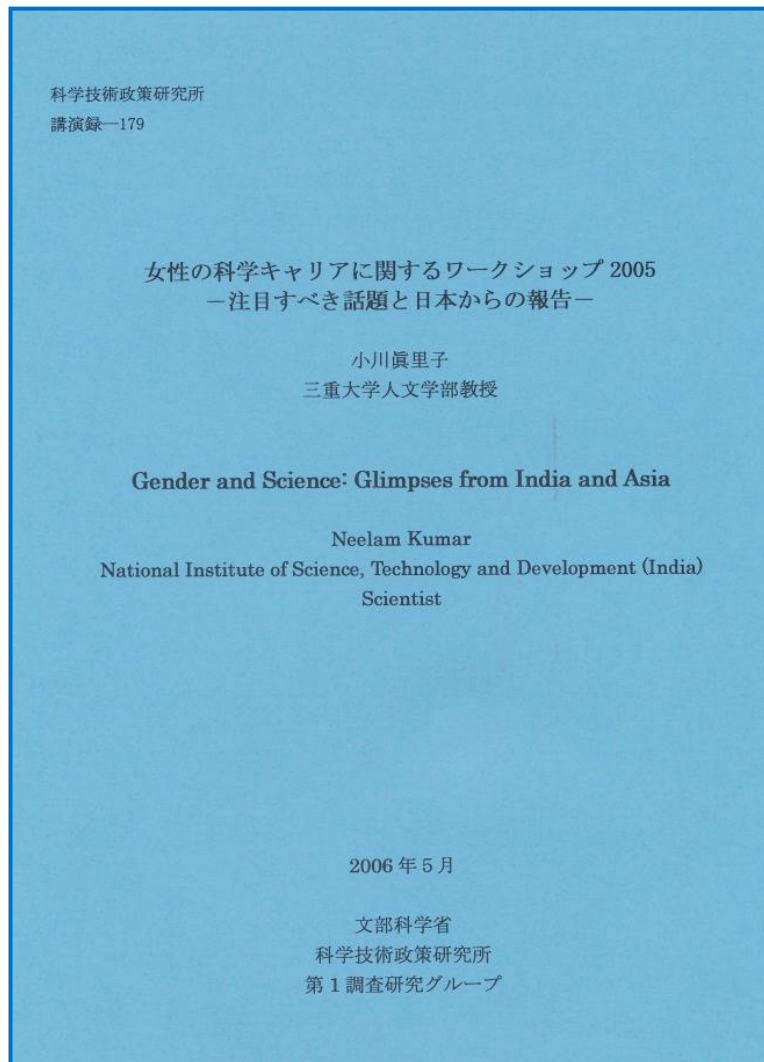 科学技術政策研究所
講演録―179
女性の科学キャリアに関するワークショップ 2005
－注目すべき話題と日本からの報告－
小川眞里子
三重大学人文学部教授
Gender and Science: Glimpses from India and Asia
Neelam Kumar
National Institute of Science, Technology and Development (India)
Scientist
2006 年 5 月
文部科学省
科学技術政策研究所
第 1 調査研究グループ